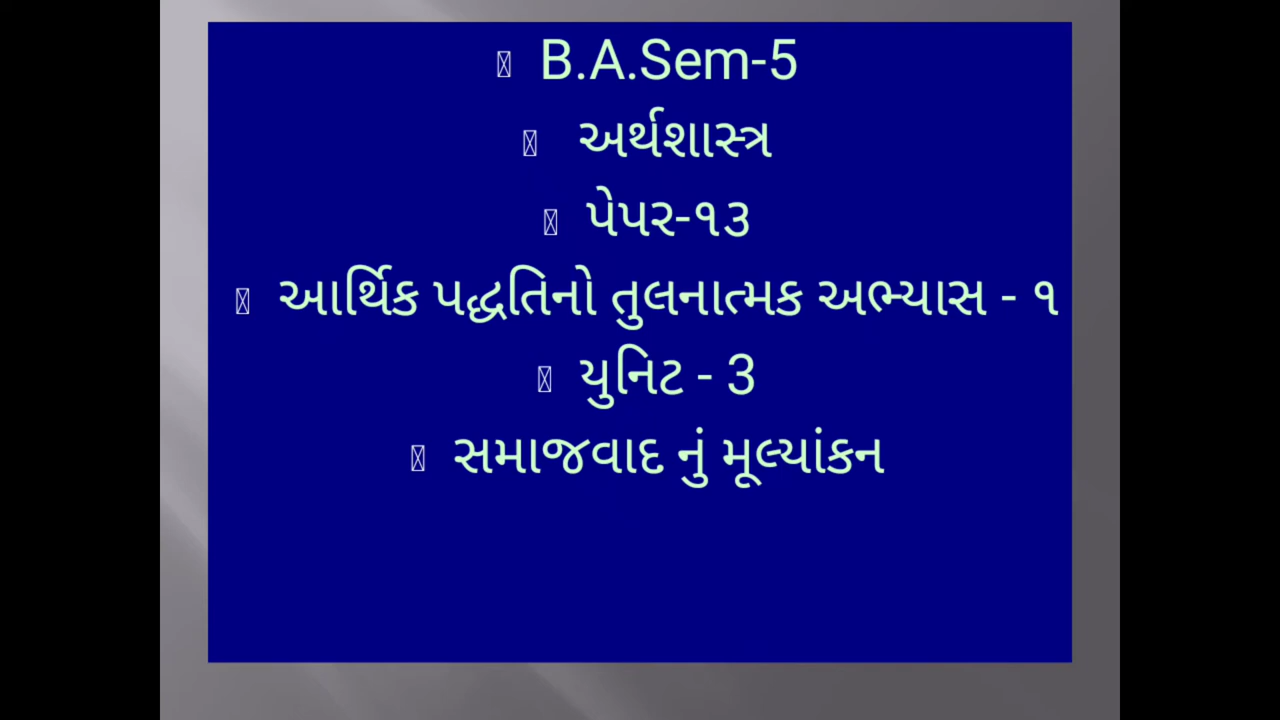 B.A.Sem-5
અર્થશાસ્ત્ર
પેપર-૧૩
આર્થિક પદ્ધતિનો તુલનાત્મક અભ્યાસ - ૧
યુનિટ - 3
સમાજવાદ નું મૂલ્યાંકન